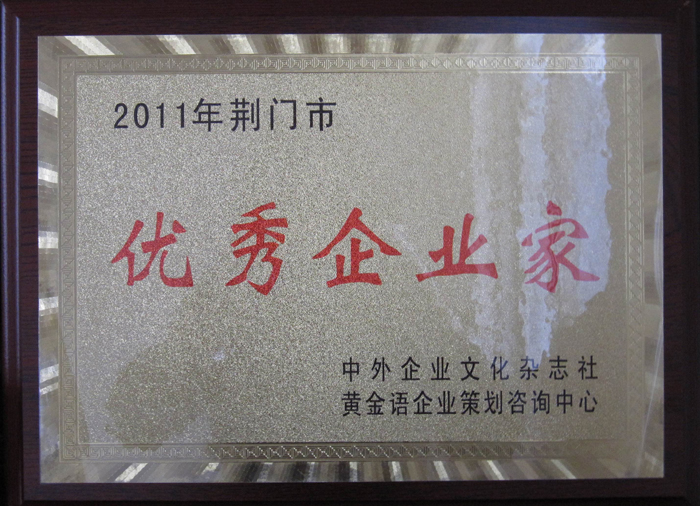 2011年荆门市
优秀企业家
中外企业文化杂志社
黄金语企业策划咨询中心